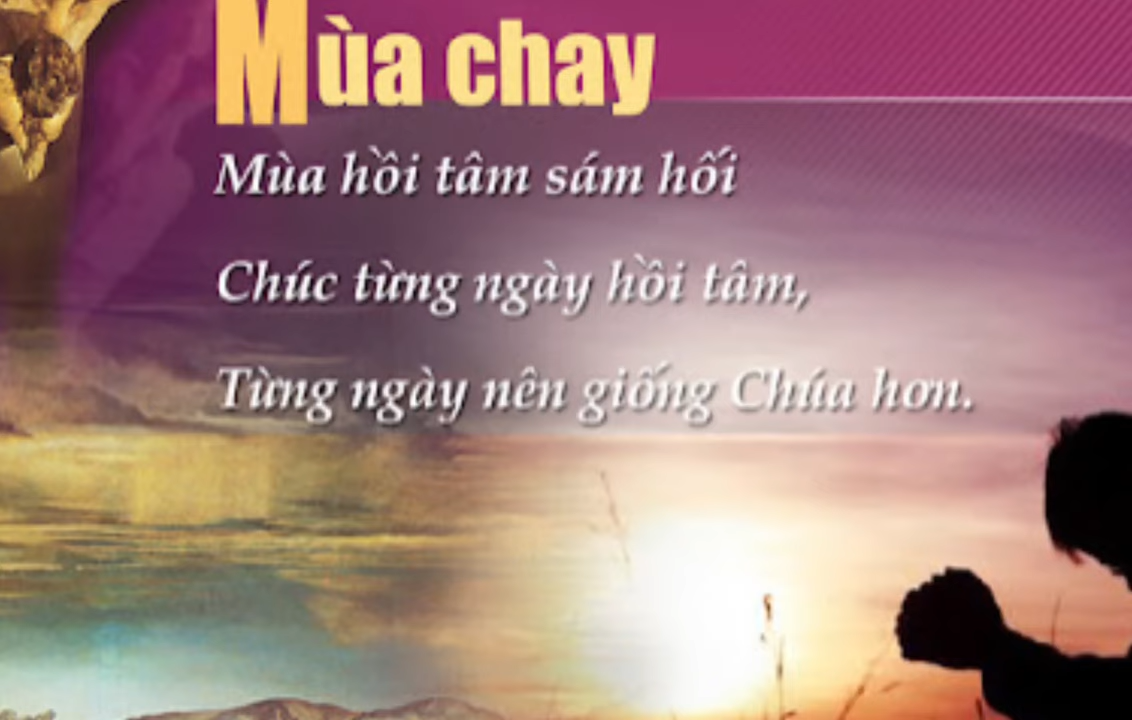 Mùa chay
Mùa hồi tâm sám hối
Chúc từng ngày hồi tâm,
Từng ngày nên giống Chúa hơn.